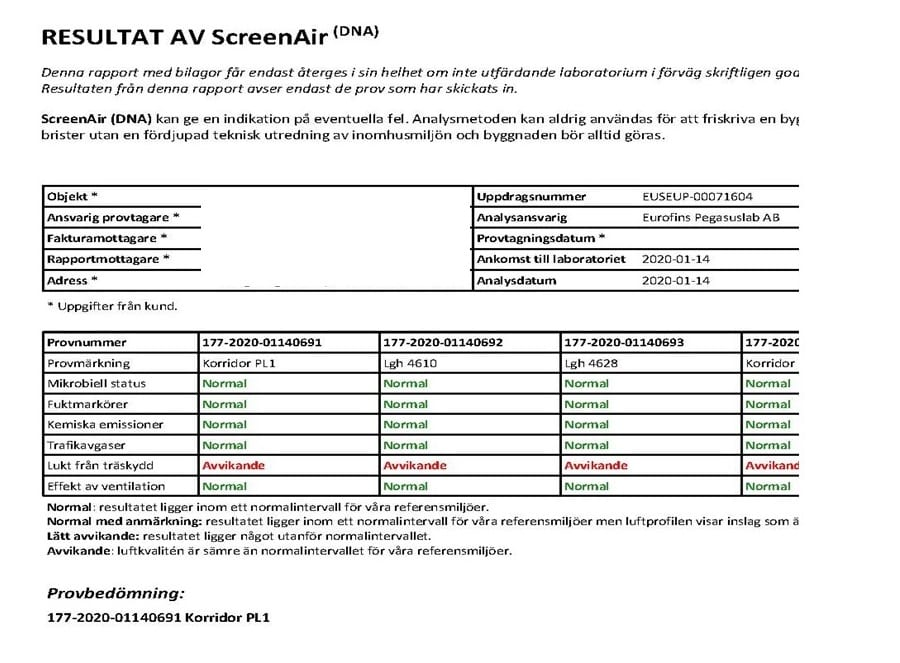 RESULTAT AV ScreenAir (DNA)
Denna rapport med bilagor får endast återges i sin helhet om inte utfärdande laboratorium i förväg skriftligen
Resultaten från denna rapport avser endast de prov som har skickats in.
ScreenAir (DNA) kan ge en indikation på eventuella fel. Analysmetoden kan aldrig användas för att friskriva en
brister utan en fördjupad teknisk utredning av inomhusmiljön och byggnaden bör alltid göras.
Objekt * Uppdragsnummer EUSEUP-00071604
Ansvarig provtagare * Analysansvarig Eurofins Pegasuslab AB
Fakturamottagare * Provtagningsdatum *
Rapportmottagare * Ankomst till laboratoriet 2020-01-14
Adress * Analysdatum 2020-01-14
* Uppgifter från kund.
Provnummer 177-2020-01140691 177-2020-01140692 177-2020-01140693 177-2020
Provmärkning Korridor PL1 Lgh 4610 Lgh 4628 Korridor
Mikrobiell status Normal Normal Normal Normal
Fuktmarkörer Normal Normal Normal Normal
Kemiska emissioner Normal Normal Normal Normal
Trafikavgaser Normal Normal Normal Normal
Lukt från träskydd Avvikande Avvikande Avvikande Avvikand
Effekt av ventilation Normal Normal Normal Normal
Normal: resultatet ligger inom ett normalintervall för våra referensmiljöer.
Normal med anmärkning: resultatet ligger inom ett normalintervall för våra referensmiljöer men luftprofilen visar inslag som
Lätt avvikande: resultatet ligger något utanför normalintervallet.
Avvikande: luftkvalitén är sämre än normalintervallet för våra referensmiljöer.
Provbedömning:
177-2020-01140691 Korridor PL1